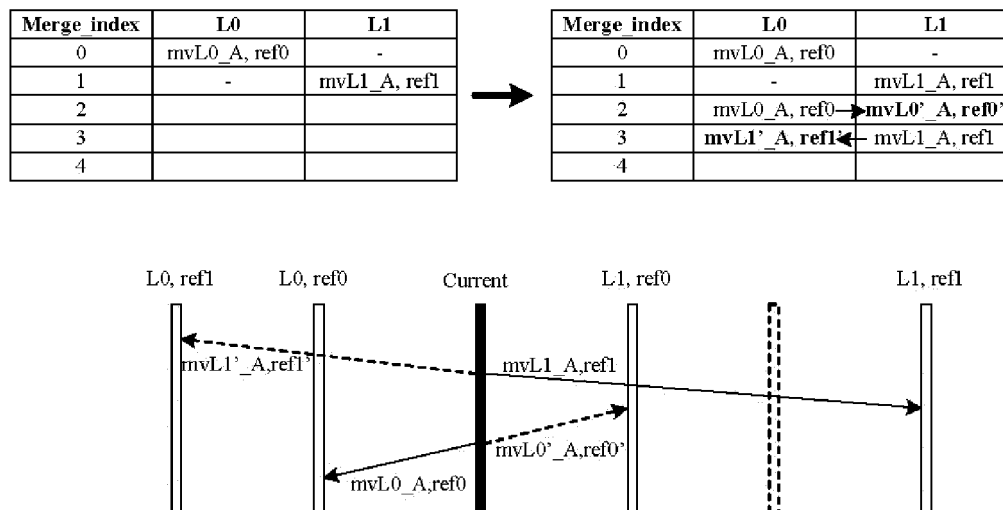 Merge_index L0 L1
0 mvL0_A, ref0 -
1 - mvL1_A, ref1
2
3
4
Merge_index L0 L1
0 mvL0_A, ref0 -
1 - mvL1_A, ref1
2 mvL0_A, ref0 mvL0’_A, ref0’
3 mvL1’_A, ref1’ mvL1_A, ref1
4
L0, ref1 L0, ref0 Current L1, ref0 L1, ref1
mvL1’_A,ref1’ mvL1_A,ref1
mvL0’_A,ref0’
mvL0_A,ref0